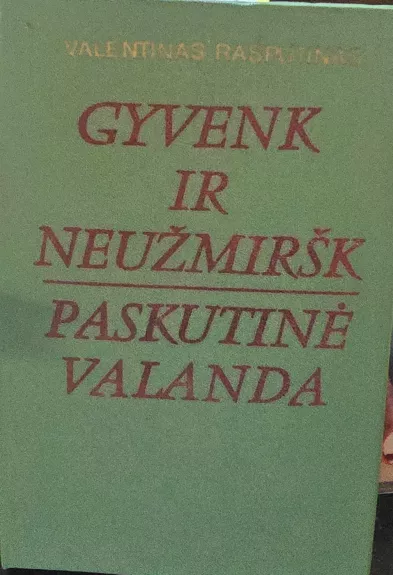 VALENTINAS RASPUTINAS
GYVENK
IR
NEUŽMIRŠK
PASKUTINĖ
VALANDA